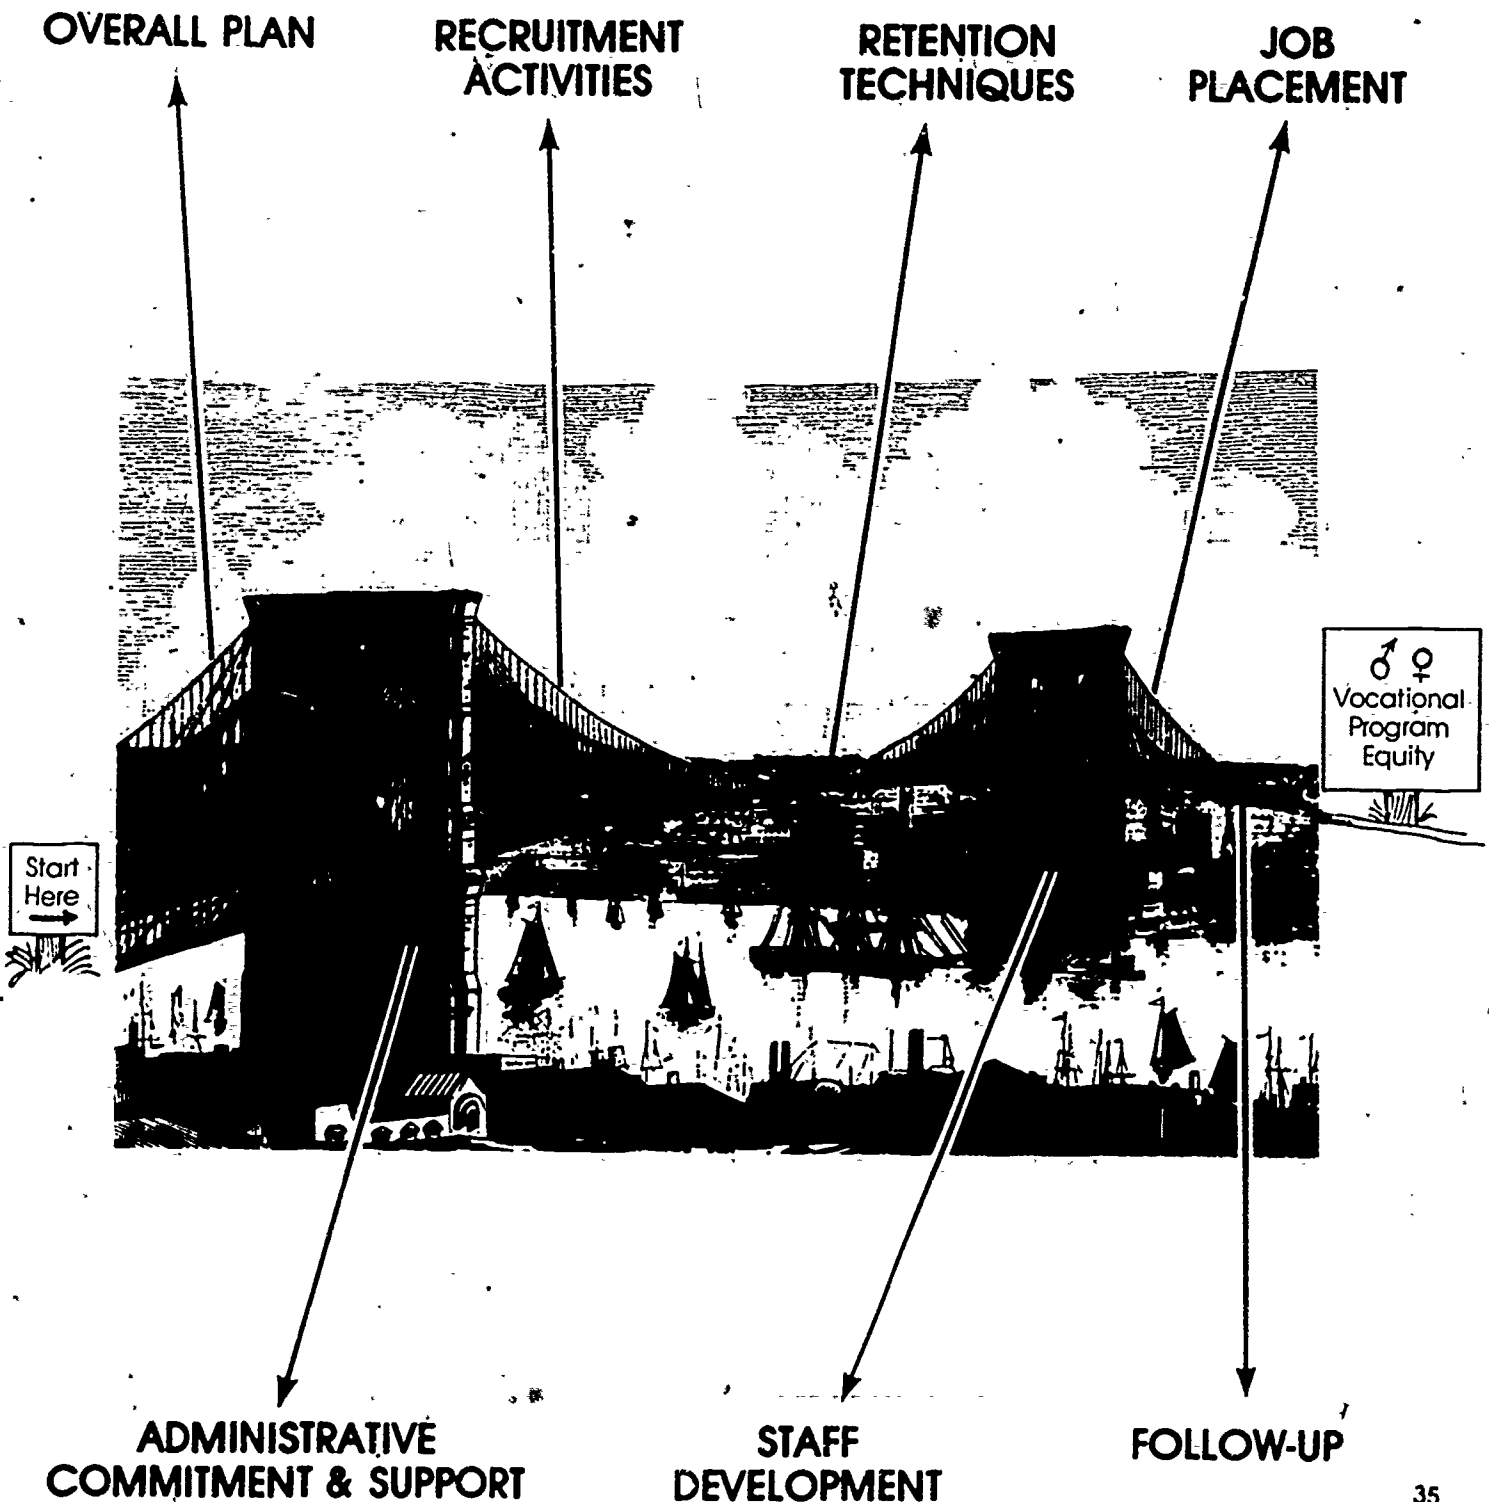 OVERALL PLAN
RECRUITMENT
ACTIVITIES
RETENTION
TECHNIQUES
JOB
PLACEMENT
♂ ♀
Vocational
Program
Equity
Start
Here
→
ADMINISTRATIVE
COMMITMENT & SUPPORT
STAFF
DEVELOPMENT
FOLLOW-UP
35